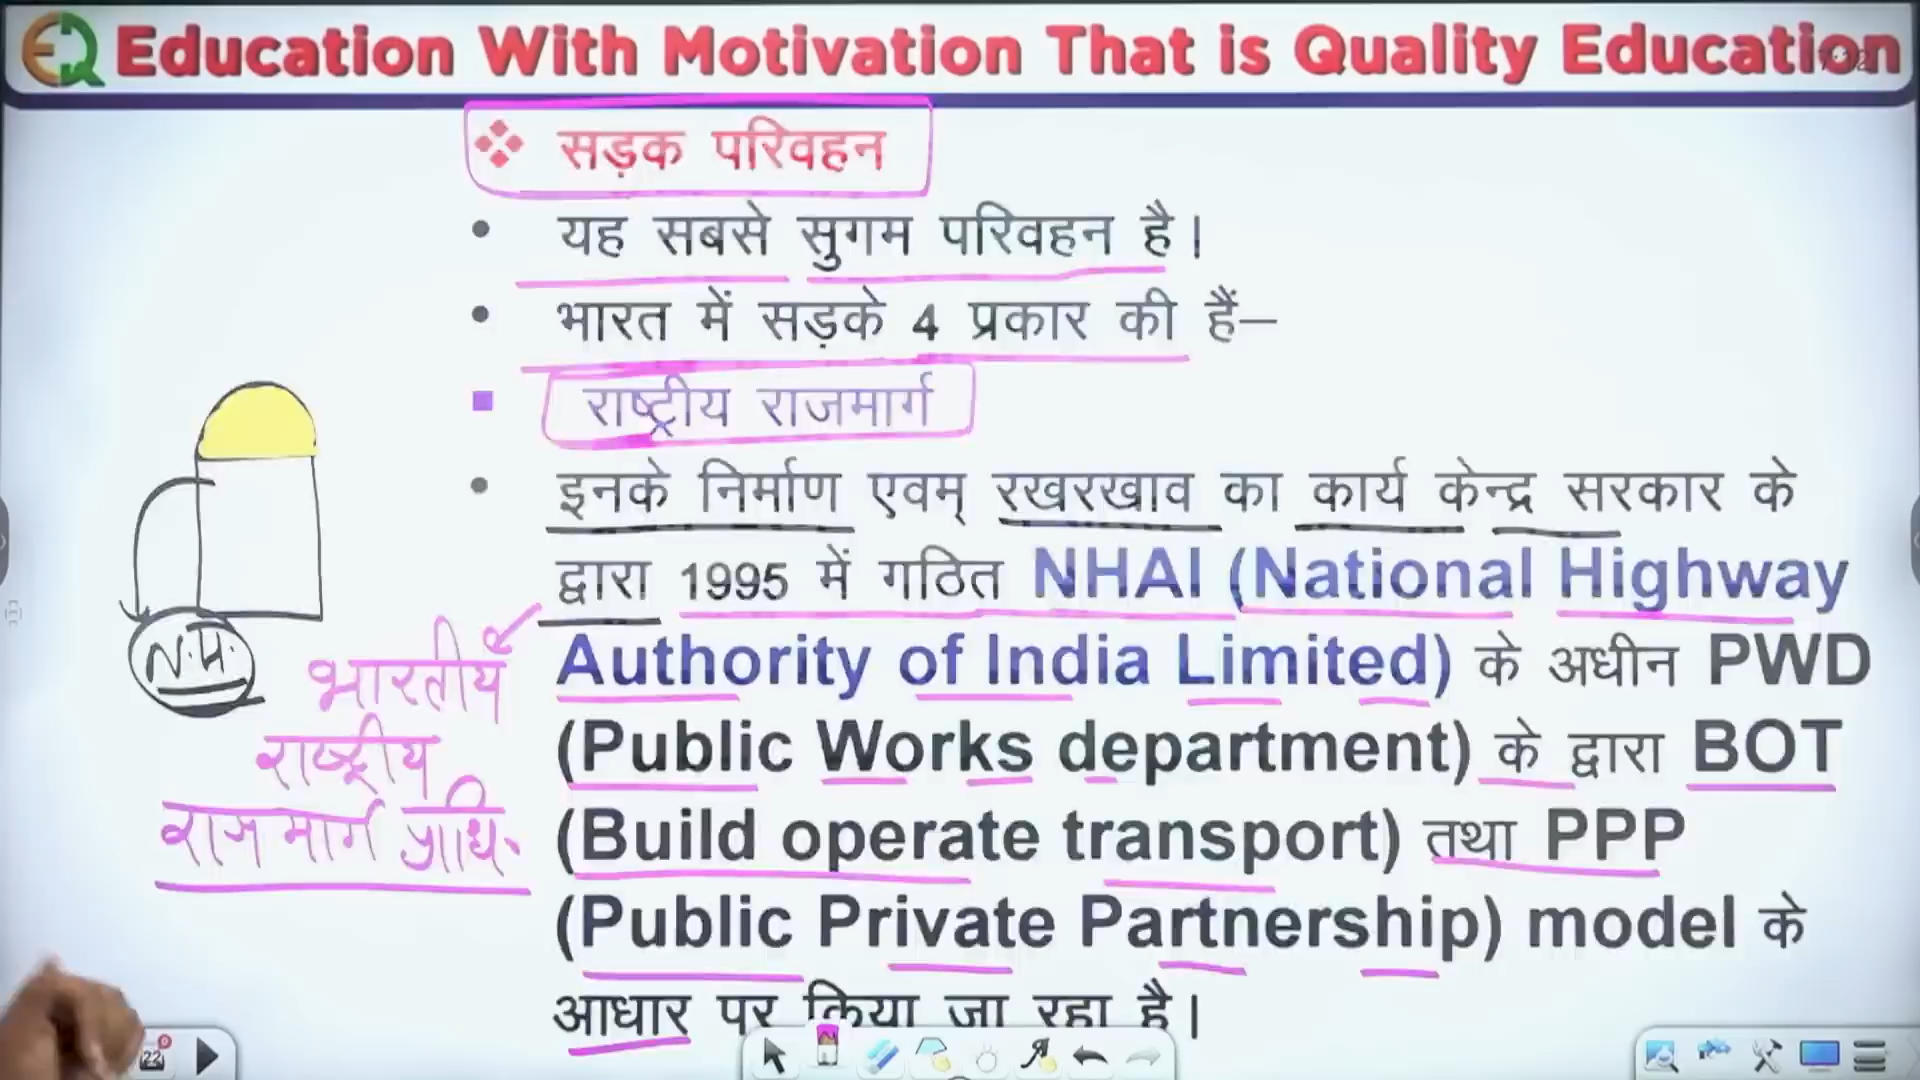 Education With Motivation That is Quality Education
❖ सड़क परिवहन
• यह सबसे सुगम परिवहन है।
• भारत में सड़के 4 प्रकार की हैं–
▪ राष्ट्रीय राजमार्ग
• इनके निर्माण एवम् रखरखाव का कार्य केन्द्र सरकार के
द्वारा 1995 में गठित NHAI (National Highway
Authority of India Limited) के अधीन PWD
(Public Works department) के द्वारा BOT
(Build operate transport) तथा PPP
(Public Private Partnership) model के
आधार पर किया जा रहा है।
N.H.
भारतीय
राष्ट्रीय
राजमार्ग प्राधि.
22